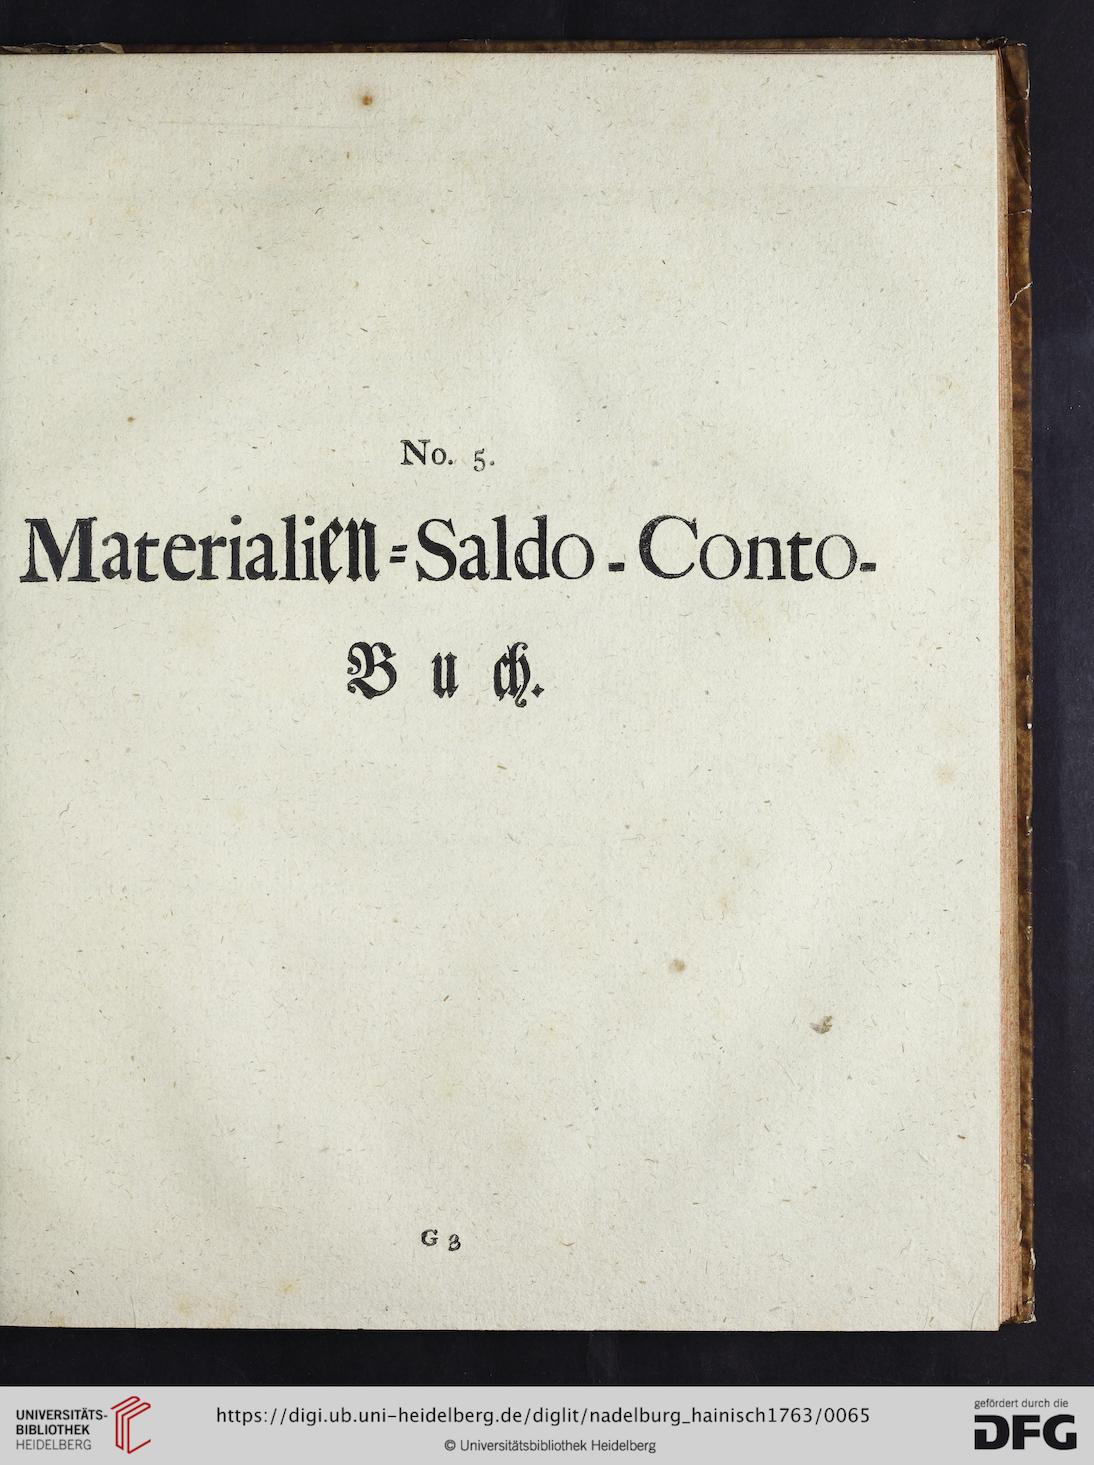 No. 5.
Materialien=Saldo-Conto-
Buch.
G 3
UNIVERSITÄTS-
BIBLIOTHEK
HEIDELBERG
https://digi.ub.uni-heidelberg.de/diglit/nadelburg_hainisch1763/0065
© Universitätsbibliothek Heidelberg
gefördert durch die
DFG